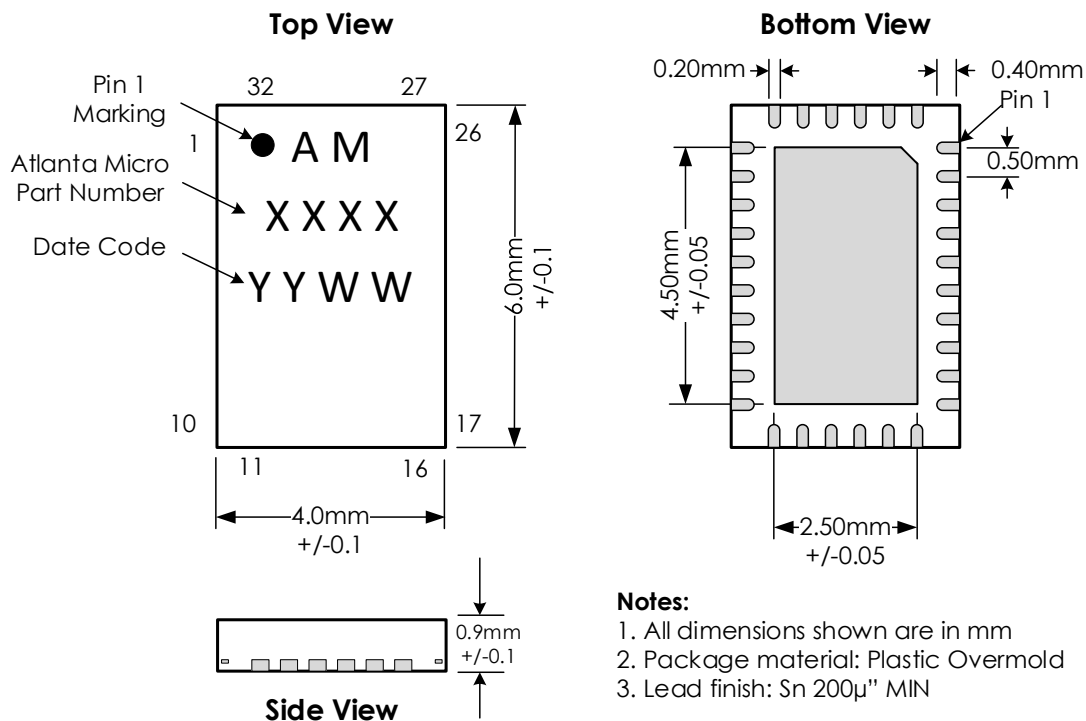 Top View
Pin 1
Marking
32
27
1
26
A M
Atlanta Micro
Part Number
X X X X
Date Code
Y Y W W
6.0mm
+/-0.1
10
17
11
16
4.0mm
+/-0.1
0.9mm
+/-0.1
Side View
Bottom View
0.20mm
0.40mm
Pin 1
0.50mm
4.50mm
+/-0.05
2.50mm
+/-0.05
Notes:
1. All dimensions shown are in mm
2. Package material: Plastic Overmold
3. Lead finish: Sn 200µ” MIN